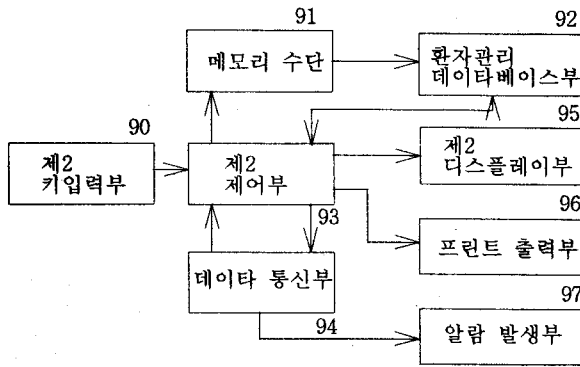 91
메모리 수단
92
환자관리
데이타베이스부
90
제2
키입력부
제2
제어부
93
95
제2
디스플레이부
96
프린트 출력부
데이타 통신부
94
97
알람 발생부